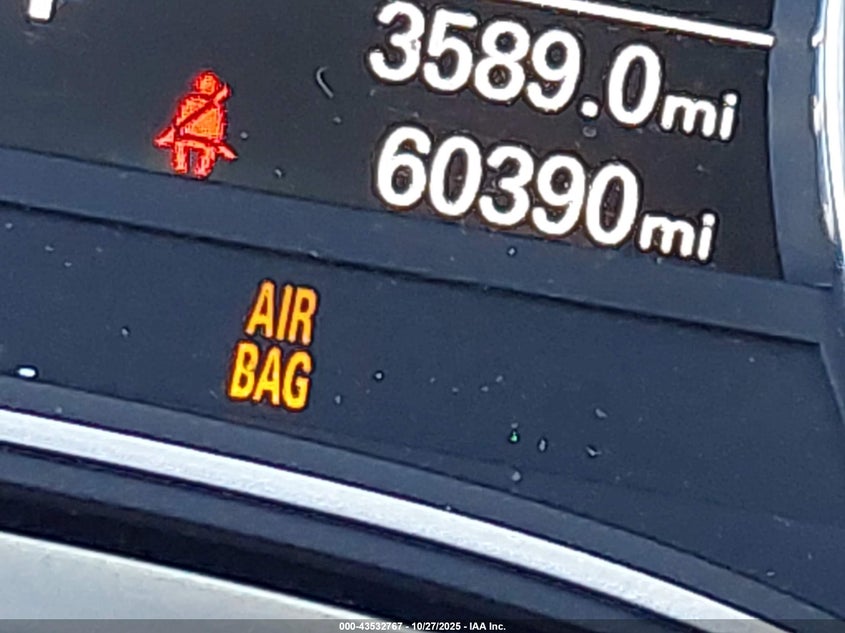 3589.0mi
60390mi
AIR
BAG
000-43532767 - 10/27/2025 - IAA Inc.